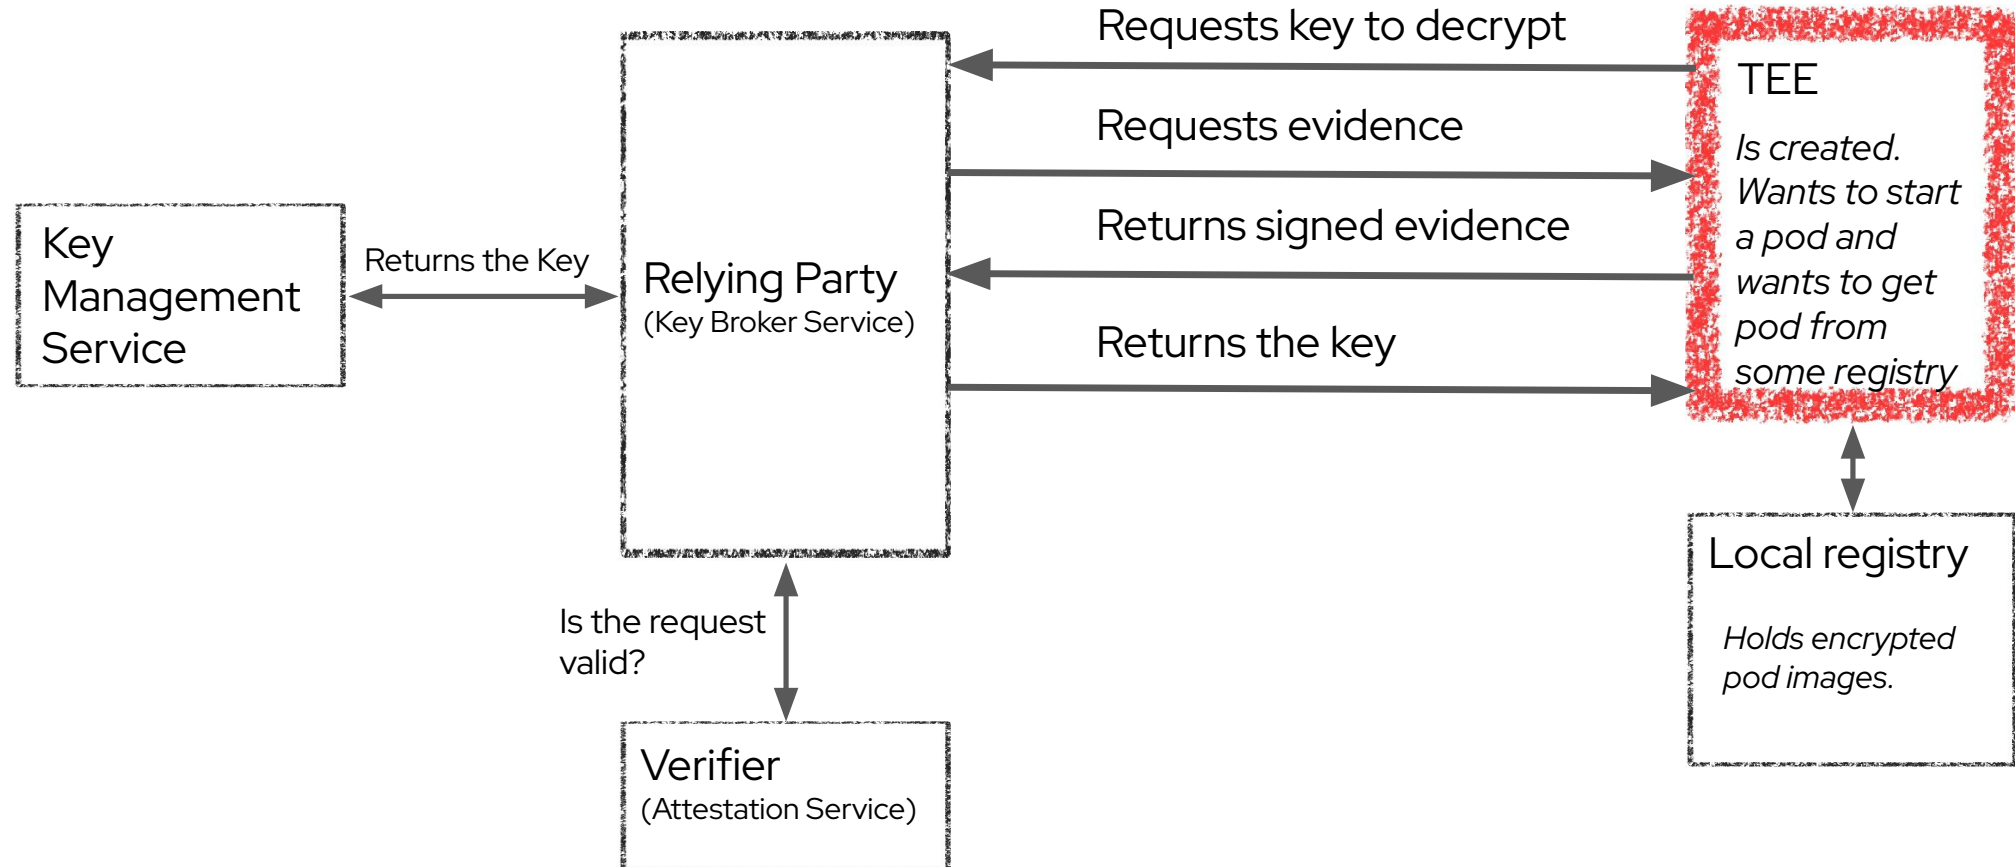 Requests key to decrypt
Requests evidence
Returns signed evidence
Returns the key
TEE
Is created.
Wants to start
a pod and
wants to get
pod from
some registry
Key
Management
Service
Returns the Key
Relying Party
(Key Broker Service)
Is the request
valid?
Verifier
(Attestation Service)
Local registry
Holds encrypted
pod images.